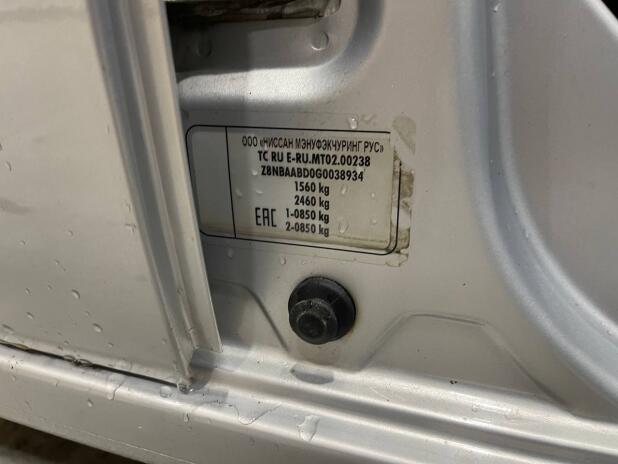 ООО «НИССАН МЭНУФЭКЧУРИНГ РУС»
ТС RU E-RU.MT02.00238
Z8NBAABD0G0038934
1560 kg
2460 kg
1-0850 kg
2-0850 kg
EAC